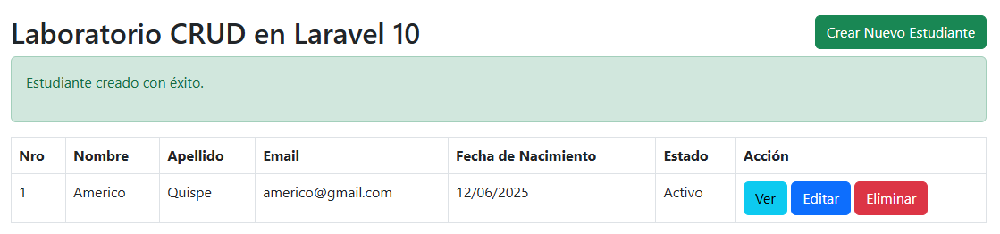 Laboratorio CRUD en Laravel 10
Crear Nuevo Estudiante
Estudiante creado con éxito.
Nro Nombre Apellido Email Fecha de Nacimiento Estado Acción
1 Americo Quispe americo@gmail.com 12/06/2025 Activo Ver Editar Eliminar